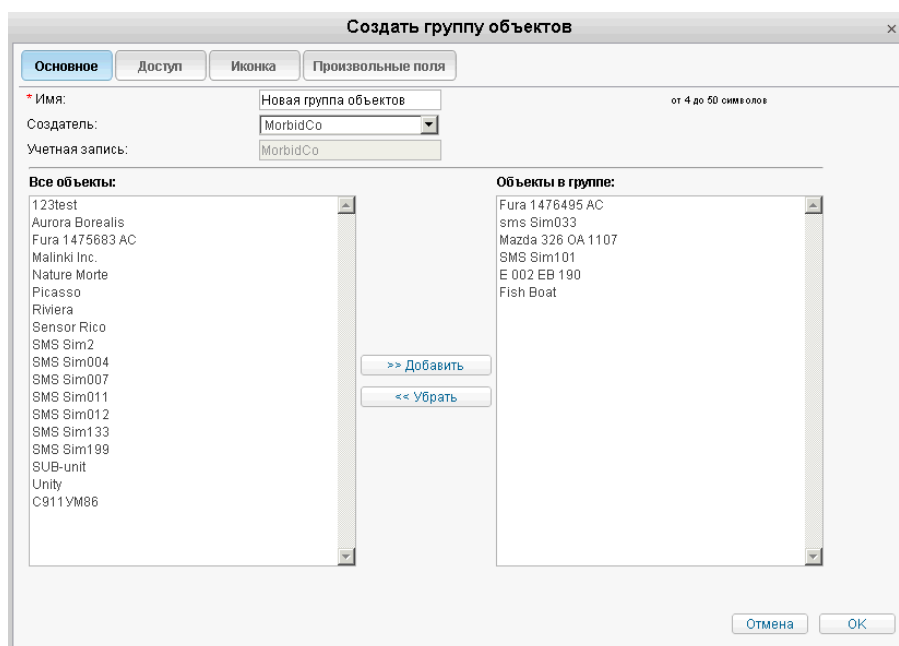 Создать группу объектов
×
Основное Доступ Иконка Произвольные поля
* Имя: Новая группа объектов от 4 до 50 символов
Создатель: MorbidCo
Учетная запись: MorbidCo
Все объекты:
123test
Aurora Borealis
Fura 1475683 AC
Malinki Inc.
Nature Morte
Picasso
Riviera
Sensor Rico
SMS Sim2
SMS Sim004
SMS Sim007
SMS Sim011
SMS Sim012
SMS Sim133
SMS Sim199
SUB-unit
Unity
С911УМ86
>> Добавить
<< Убрать
Объекты в группе:
Fura 1476495 AC
sms Sim033
Mazda 326 OA 1107
SMS Sim101
E 002 EB 190
Fish Boat
Отмена OK